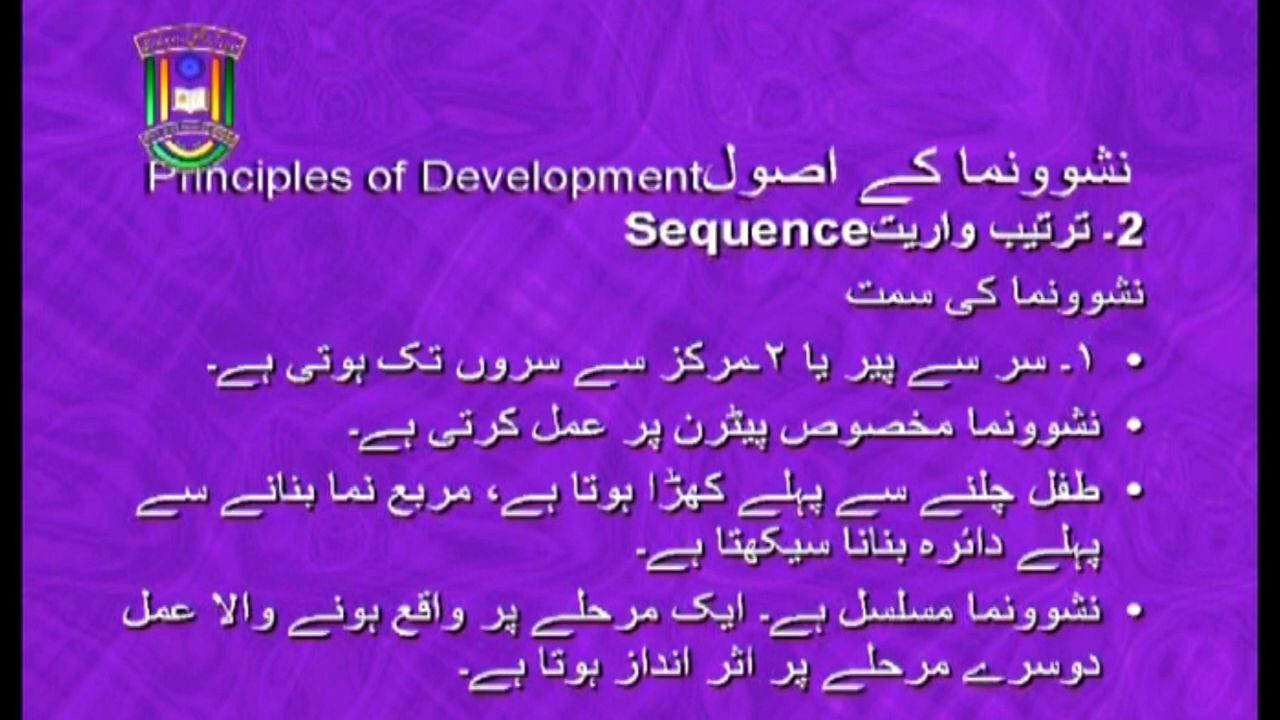 نشوونما کے اصول Principles of Development
2۔ ترتیب واریت Sequence
نشوونما کی سمت
• ۱۔ سر سے پیر یا ۲۔مرکز سے سروں تک ہوتی ہے۔
• نشوونما مخصوص پیٹرن پر عمل کرتی ہے۔
• طفل چلنے سے پہلے کھڑا ہوتا ہے، مربع نما بنانے سے
پہلے دائرہ بنانا سیکھتا ہے۔
• نشوونما مسلسل ہے۔ ایک مرحلے پر واقع ہونے والا عمل
دوسرے مرحلے پر اثر انداز ہوتا ہے۔